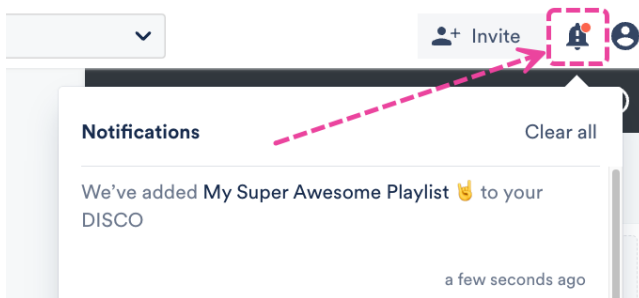 Invite
Notifications
Clear all
We've added My Super Awesome Playlist 🤘 to your
DISCO
a few seconds ago